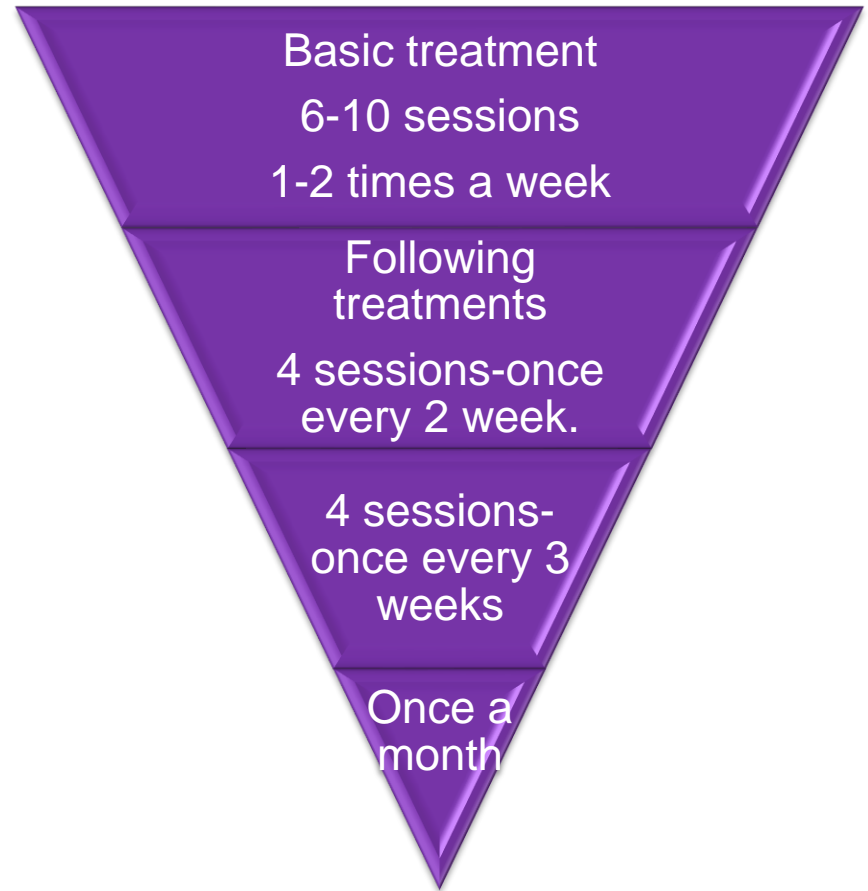 Basic treatment
6-10 sessions
1-2 times a week
Following
treatments
4 sessions-once
every 2 week.
4 sessions-
once every 3
weeks
Once a
month